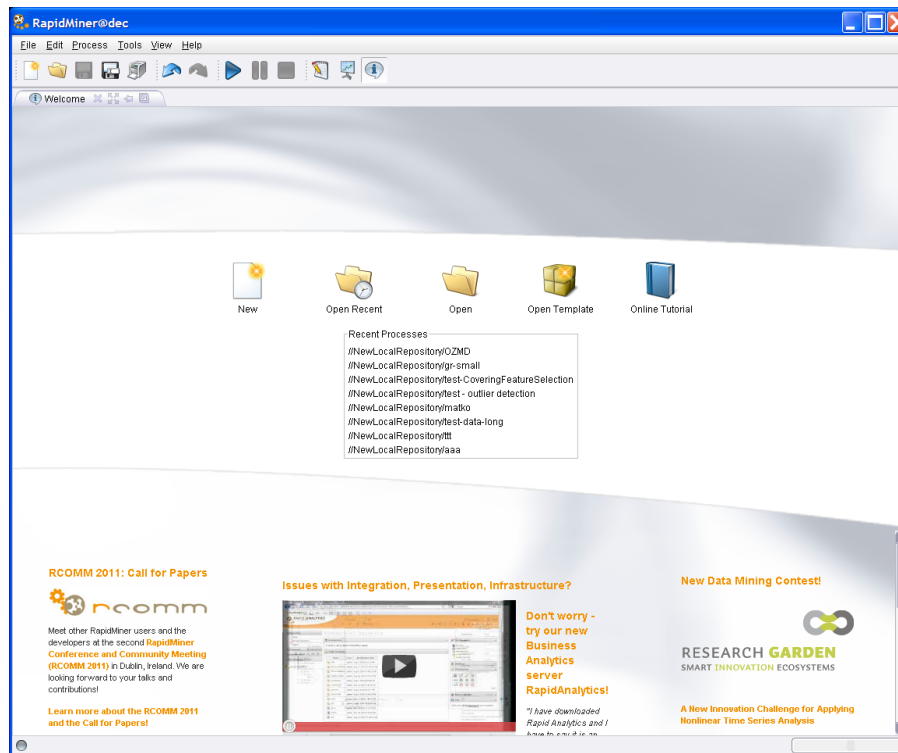 RapidMiner@dec
File Edit Process Tools View Help
Welcome
New
Open Recent
Open
Open Template
Online Tutorial
Recent Processes
//NewLocalRepository/OZMD
//NewLocalRepository/gr-small
//NewLocalRepository/test-CoveringFeatureSelection
//NewLocalRepository/test - outlier detection
//NewLocalRepository/matko
//NewLocalRepository/test-data-long
//NewLocalRepository/ttt
//NewLocalRepository/aaa
RCOMM 2011: Call for Papers
rcomm
Meet other RapidMiner users and the
developers at the second RapidMiner
Conference and Community Meeting
(RCOMM 2011) in Dublin, Ireland. We are
looking forward to your talks and
contributions!
Learn more about the RCOMM 2011
and the Call for Papers!
Issues with Integration, Presentation, Infrastructure?
Don't worry -
try our new
Business
Analytics
server
RapidAnalytics!
"I have downloaded
Rapid Analytics and I
have to say it is an
New Data Mining Contest!
RESEARCH GARDEN
SMART INNOVATION ECOSYSTEMS
A New Innovation Challenge for Applying
Nonlinear Time Series Analysis